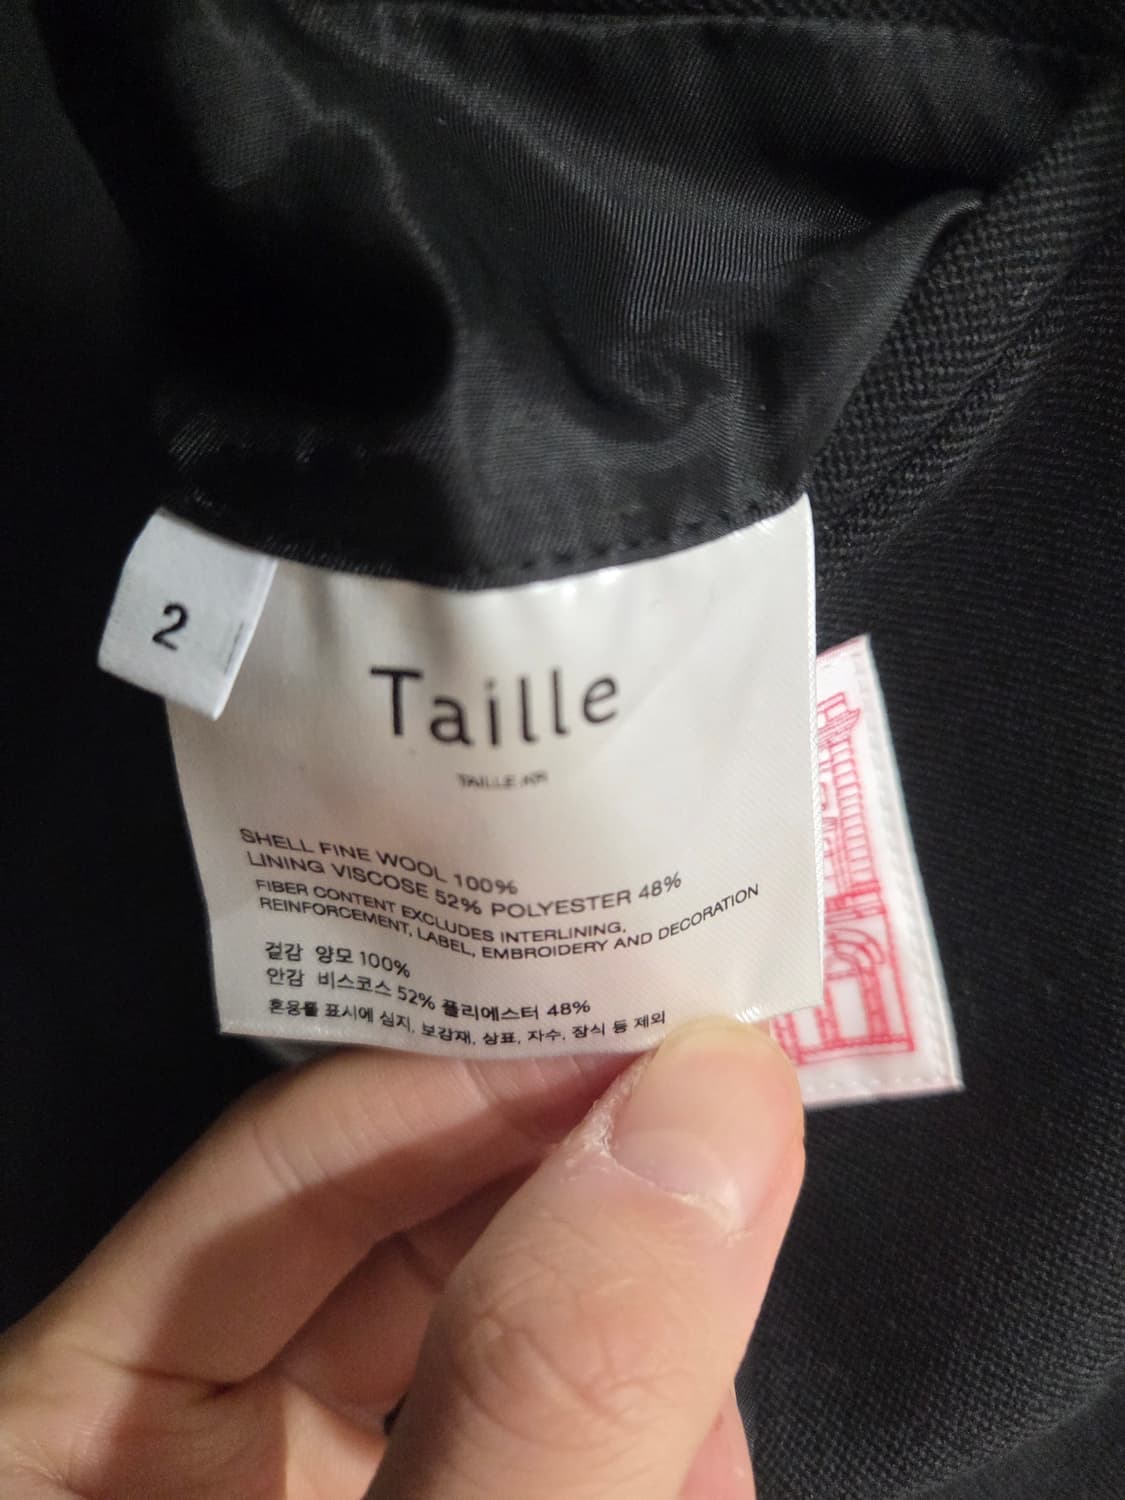 2
Taille
TAILLE.KR
SHELL FINE WOOL 100%
LINING VISCOSE 52% POLYESTER 48%
FIBER CONTENT EXCLUDES INTERLINING,
REINFORCEMENT, LABEL, EMBROIDERY AND DECORATION
겉감 양모 100%
안감 비스코스 52% 폴리에스터 48%
혼용률 표시에 심지, 보강재, 상표, 자수, 장식 등 제외